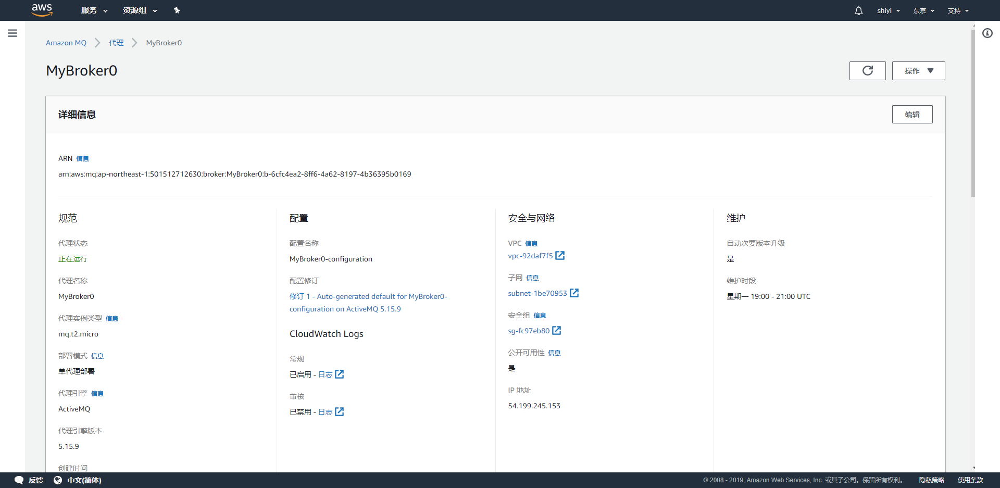 aws 服务 资源组 shiyi 东京 支持
Amazon MQ 代理 MyBroker0
MyBroker0
操作
详细信息
编辑
ARN 信息
arn:aws:mq:ap-northeast-1:501512712630:broker:MyBroker0:b-6cfc4ea2-8ff6-4a62-8197-4b36395b0169
规范
代理状态
正在运行
代理名称
MyBroker0
代理实例类型 信息
mq.t2.micro
部署模式 信息
单代理部署
代理引擎 信息
ActiveMQ
代理引擎版本
5.15.9
创建时间
配置
配置名称
MyBroker0-configuration
配置修订
修订 1 - Auto-generated default for MyBroker0-
configuration on ActiveMQ 5.15.9
CloudWatch Logs
常规
已启用 - 日志
审核
已禁用 - 日志
安全与网络
VPC 信息
vpc-92daf7f5
子网 信息
subnet-1be70953
安全组 信息
sg-fc97eb80
公开可用性 信息
是
IP 地址
54.199.245.153
维护
自动次要版本升级
是
维护时段
星期一 19:00 - 21:00 UTC
反馈 中文(简体) © 2008 - 2019, Amazon Web Services, Inc. 或其子公司。保留所有权利。 隐私策略 使用条款